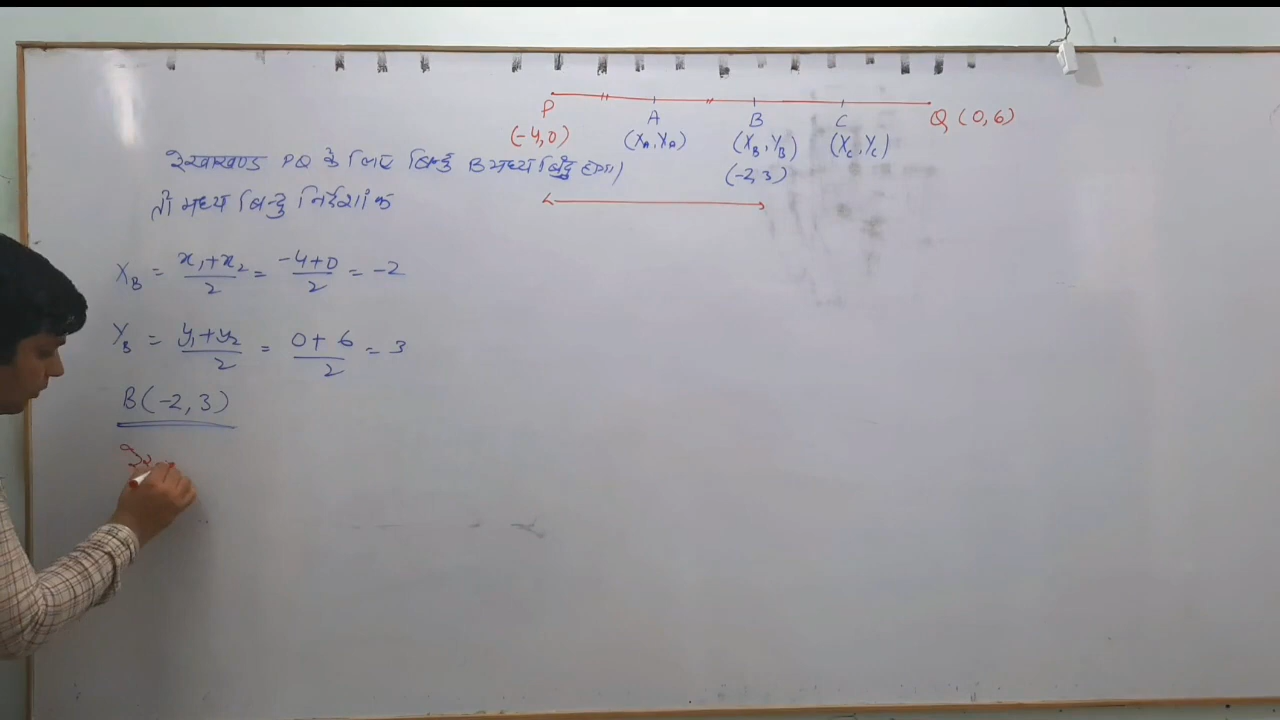 P A B C Q (0,6)
(-4,0) (X_A, Y_A) (X_B, Y_B) (X_C, Y_C)
(-2,3)
रेखाखण्ड PQ के लिए बिन्दु B मध्य बिंदु होगा।
तो मध्य बिन्दु निर्देशांक
X_B = x₁+x₂/2 = -4+0/2 = -2
Y_B = y₁+y₂/2 = 0+6/2 = 3
B(-2,3)